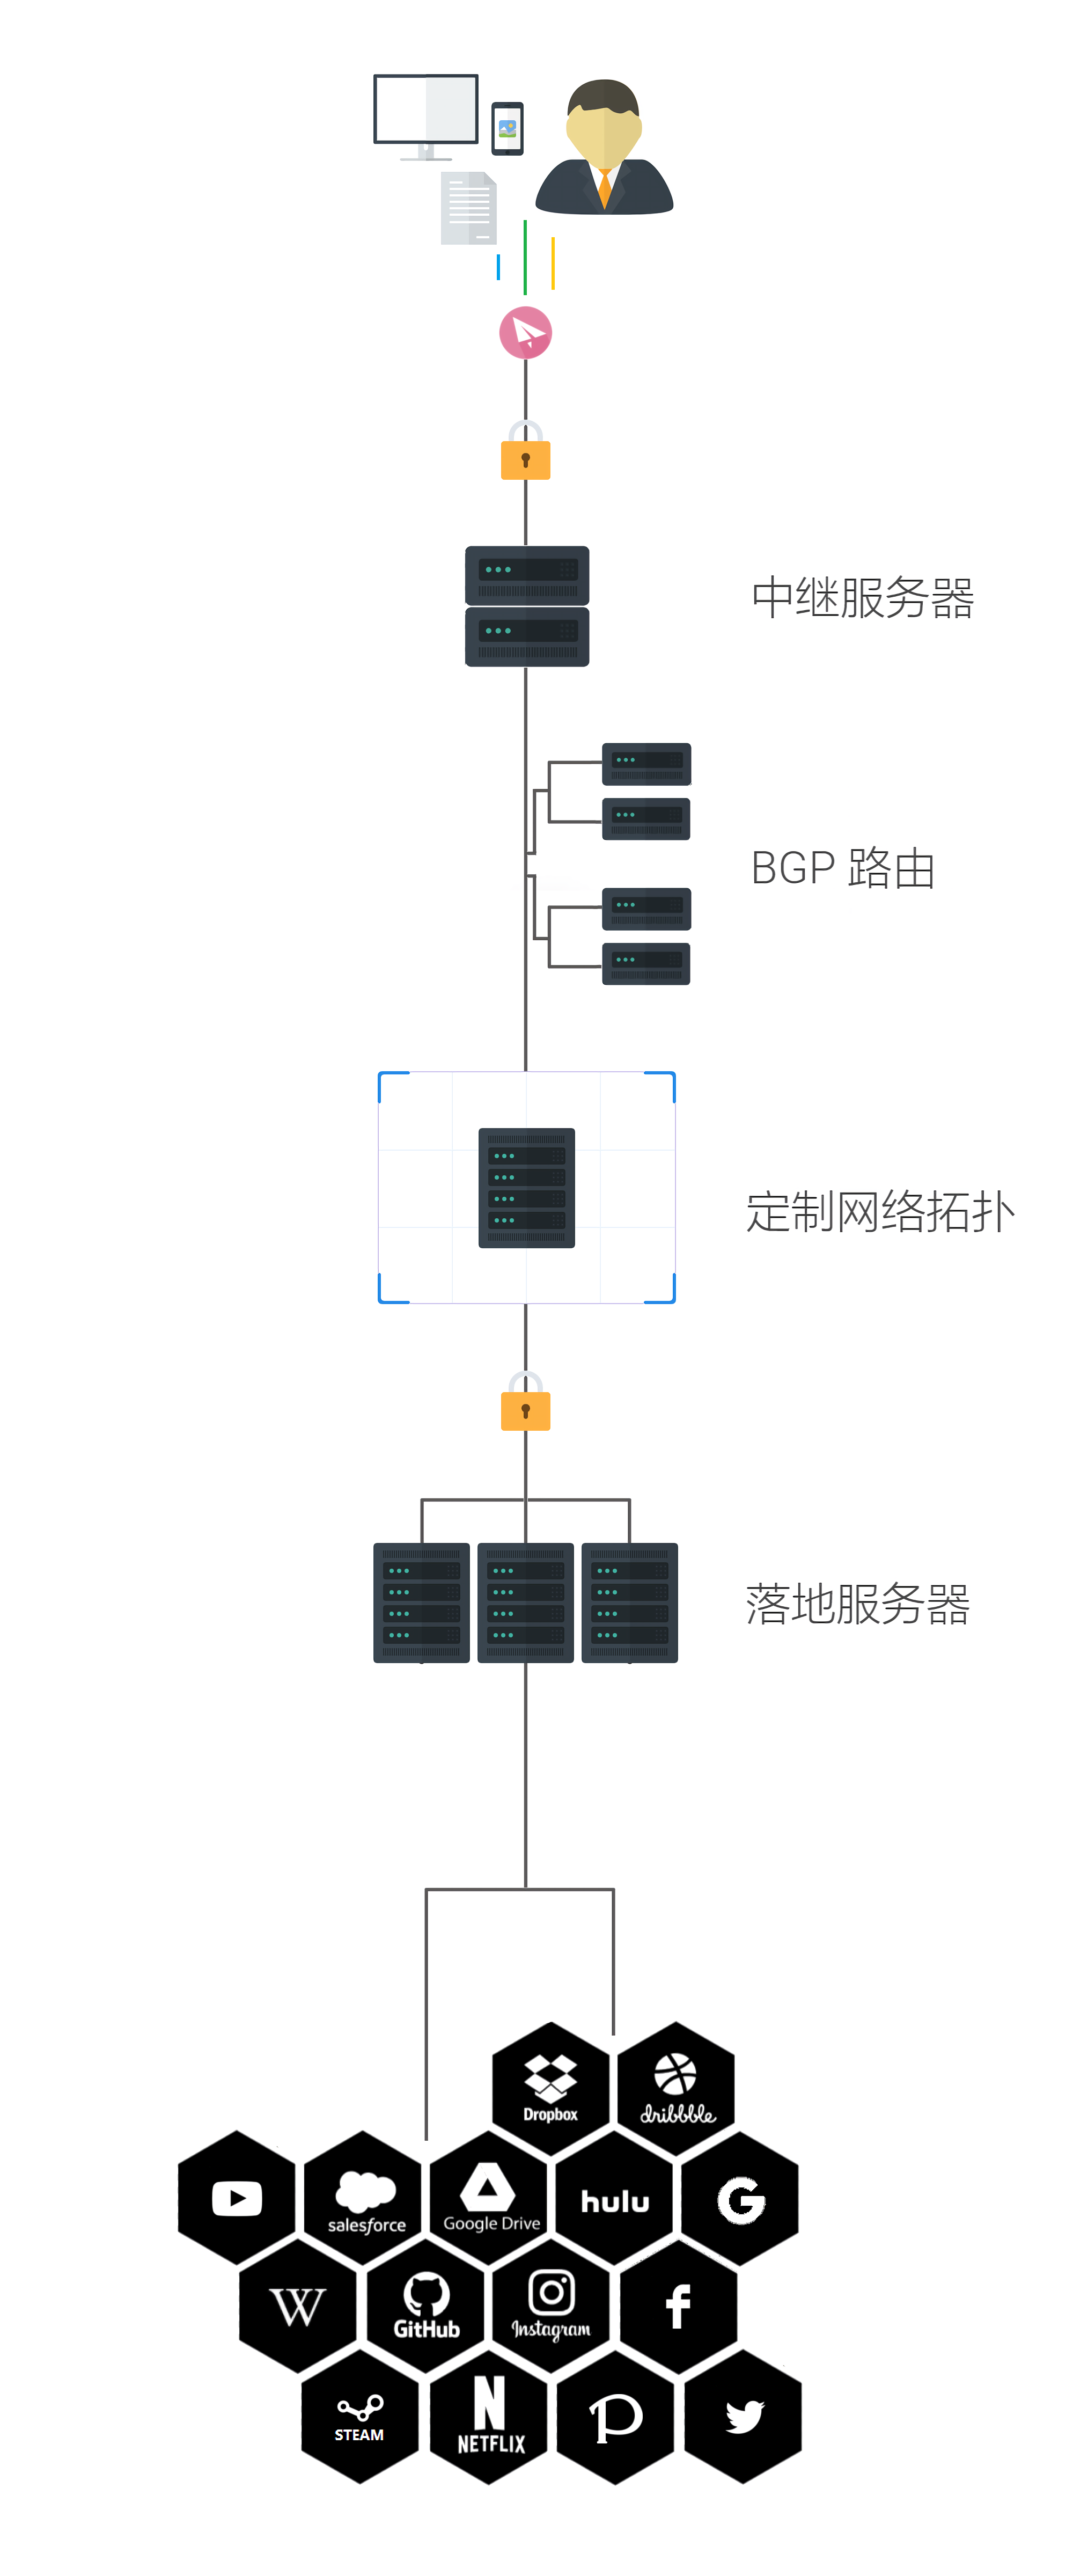 中继服务器
BGP 路由
定制网络拓扑
落地服务器
Dropbox
dribbble
salesforce
Google Drive
hulu
G
W
GitHub
Instagram
f
STEAM
N
NETFLIX
P